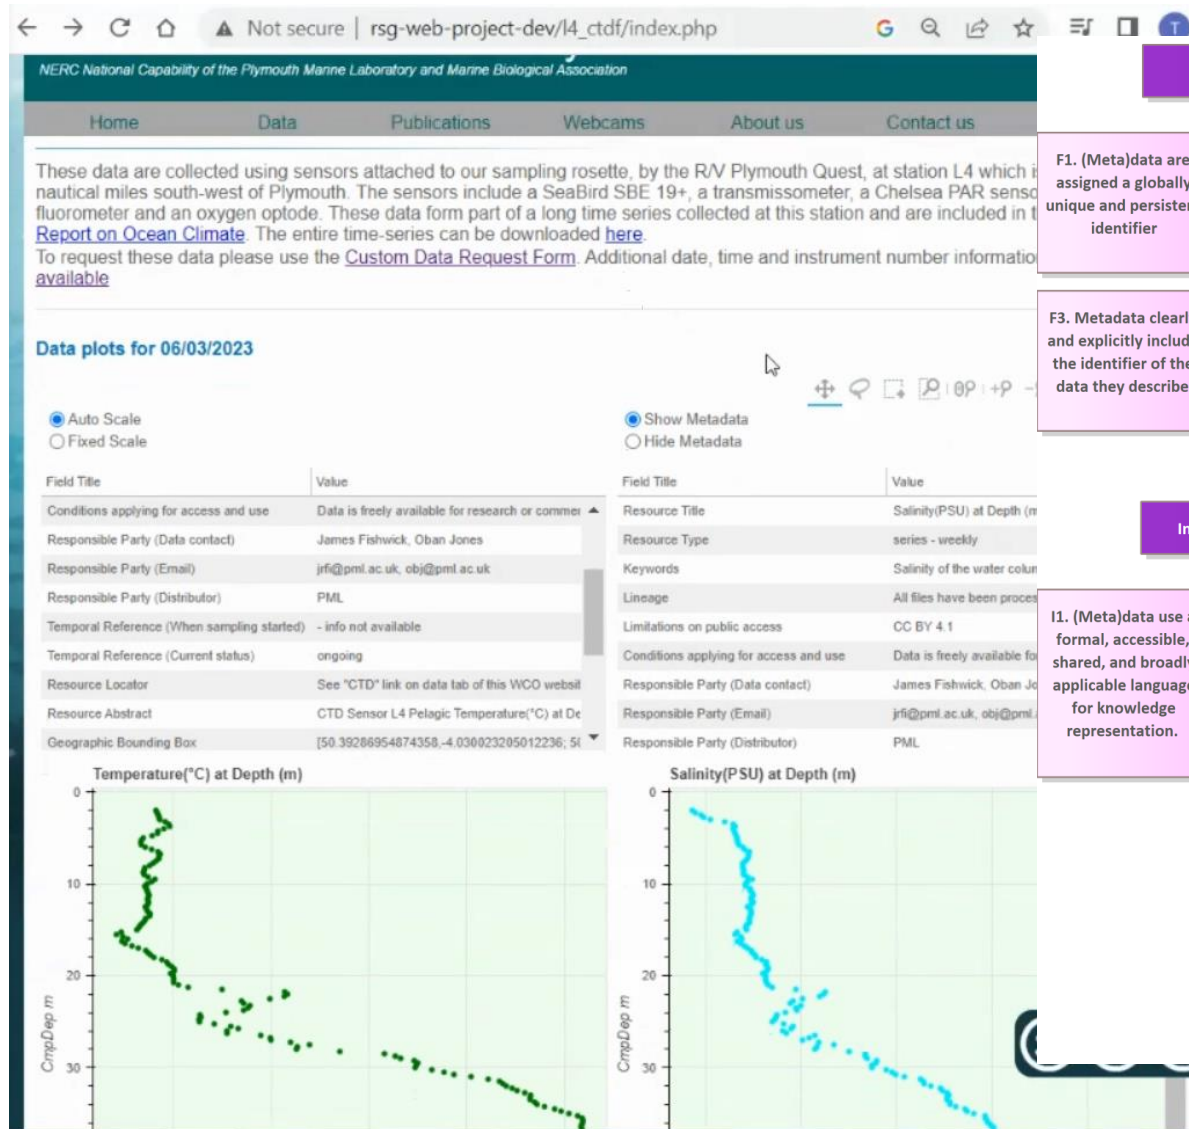 Not secure | rsg-web-project-dev/l4_ctdf/index.php
T
NERC National Capability of the Plymouth Marine Laboratory and Marine Biological Association
Home Data Publications Webcams About us Contact us
These data are collected using sensors attached to our sampling rosette, by the R/V Plymouth Quest, at station L4 which
nautical miles south-west of Plymouth. The sensors include a SeaBird SBE 19+, a transmissometer, a Chelsea PAR
fluorometer and an oxygen optode. These data form part of a long time series collected at this station and are included in
Report on Ocean Climate. The entire time-series can be downloaded here.
To request these data please use the Custom Data Request Form. Additional date, time and instrument number
available
Data plots for 06/03/2023
Auto Scale
Fixed Scale
Field Title Value
Conditions applying for access and use Data is freely available for research or commer
Responsible Party (Data contact) James Fishwick, Oban Jones
Responsible Party (Email) jrfi@pml.ac.uk, obj@pml.ac.uk
Responsible Party (Distributor) PML
Temporal Reference (When sampling started) - info not available
Temporal Reference (Current status) ongoing
Resource Locator See "CTD" link on data tab of this WCO websit
Resource Abstract CTD Sensor L4 Pelagic Temperature(°C) at De
Geographic Bounding Box [50.39286954874358,-4.030023205012236; 5(
Show Metadata
Hide Metadata
Field Title Value
Resource Title Salinity(PSU) at Depth (m
Resource Type series - weekly
Keywords Salinity of the water colum
Lineage All files have been proces
Limitations on public access CC BY 4.1
Conditions applying for access and use Data is freely available fo
Responsible Party (Data contact) James Fishwick, Oban Jo
Responsible Party (Email) jrfi@pml.ac.uk, obj@pml.
Responsible Party (Distributor) PML
Temperature(°C) at Depth (m)
0
10
20
30
CmpDep m
Salinity(PSU) at Depth (m)
0
10
20
30
CmpDep m
F1. (Meta)data are
assigned a globally
unique and persisten
identifier
F3. Metadata clearl
and explicitly includ
the identifier of the
data they describe
In
I1. (Meta)data use a
formal, accessible,
shared, and broadly
applicable language
for knowledge
representation.